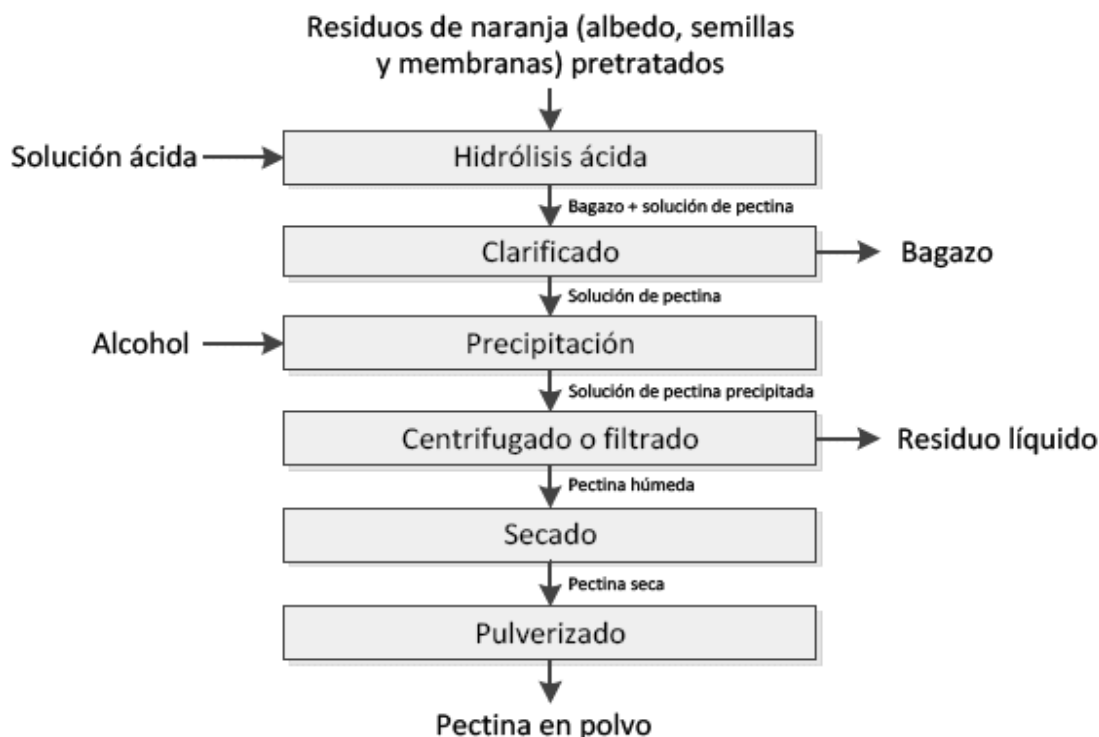 Residuos de naranja (albedo, semillas
y membranas) pretratados
Solución ácida
Hidrólisis ácida
Bagazo + solución de pectina
Clarificado
Bagazo
Solución de pectina
Alcohol
Precipitación
Solución de pectina precipitada
Centrifugado o filtrado
Residuo líquido
Pectina húmeda
Secado
Pectina seca
Pulverizado
Pectina en polvo